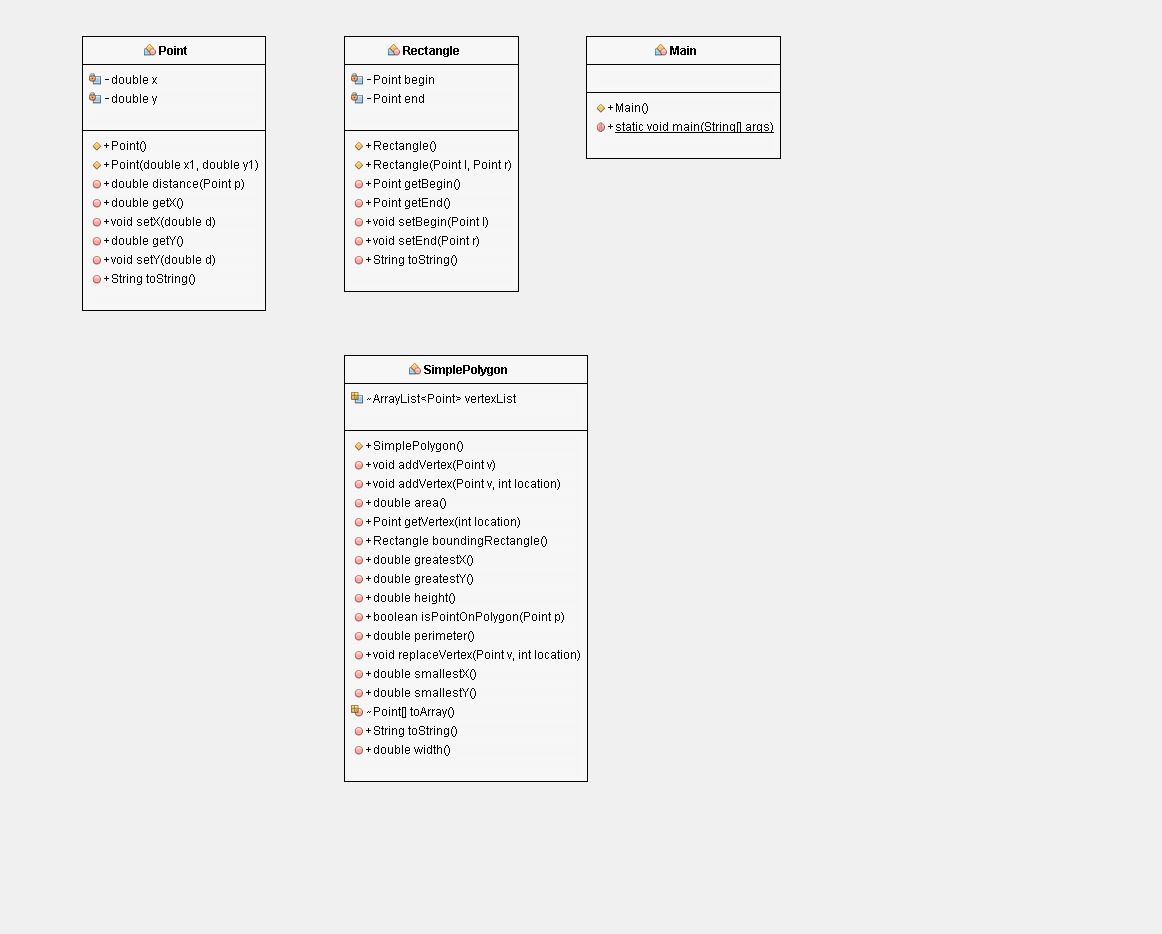 Point
-double x
-double y
+Point()
+Point(double x1, double y1)
+double distance(Point p)
+double getX()
+void setX(double d)
+double getY()
+void setY(double d)
+String toString()
Rectangle
-Point begin
-Point end
+Rectangle()
+Rectangle(Point l, Point r)
+Point getBegin()
+Point getEnd()
+void setBegin(Point l)
+void setEnd(Point r)
+String toString()
Main
+Main()
+static void main(String[] args)
SimplePolygon
~ArrayList<Point> vertexList
+SimplePolygon()
+void addVertex(Point v)
+void addVertex(Point v, int location)
+double area()
+Point getVertex(int location)
+Rectangle boundingRectangle()
+double greatestX()
+double greatestY()
+double height()
+boolean isPointOnPolygon(Point p)
+double perimeter()
+void replaceVertex(Point v, int location)
+double smallestX()
+double smallestY()
~Point[] toArray()
+String toString()
+double width()